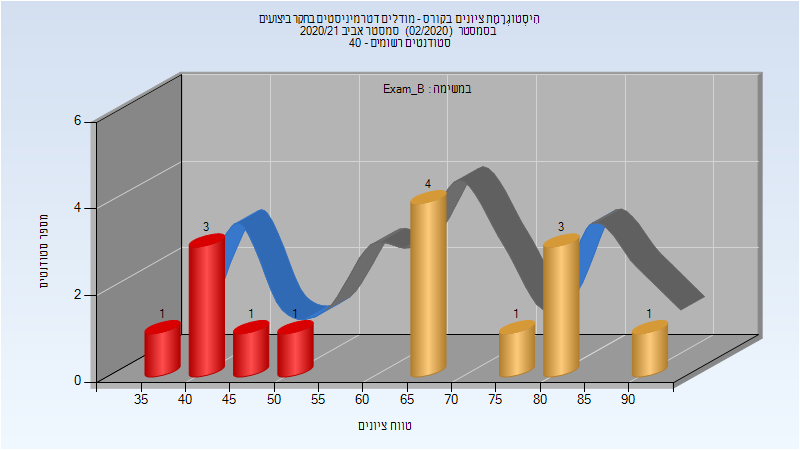 היסטוגרמת ציונים בקורס - מודלים דטרמיניסטים בחקר ביצועים
בסמסטר (02/2020) סמסטר אביב 2020/21
סטודנטים רשומים - 40
במשימה : Exam_B
מספר סטודנטים
6
4
2
0
1
3
1
1
4
1
3
1
35 40 45 50 55 60 65 70 75 80 85 90
טווח ציונים